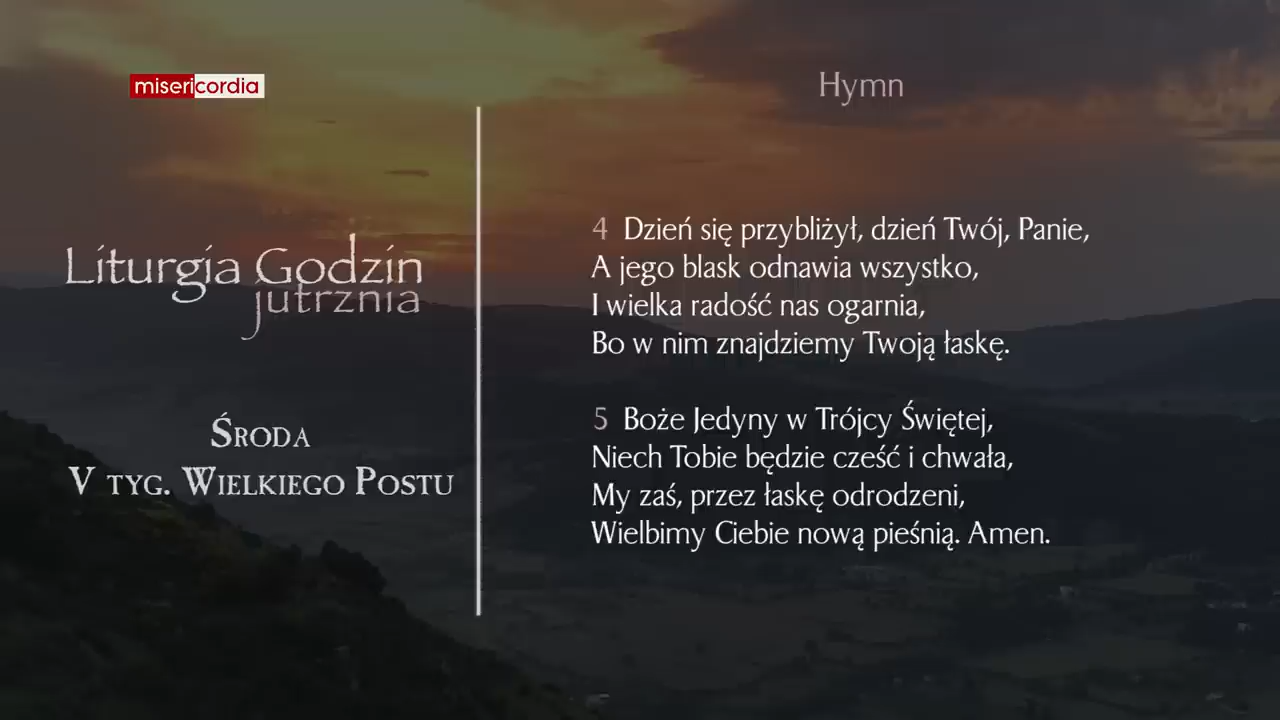 misericordia
Liturgia Godzin
jutrznia
Środa
V tyg. Wielkiego Postu
Hymn
4 Dzień się przybliżył, dzień Twój, Panie,
A jego blask odnawia wszystko,
I wielka radość nas ogarnia,
Bo w nim znajdziemy Twoją łaskę.
5 Boże Jedyny w Trójcy Świętej,
Niech Tobie będzie cześć i chwała,
My zaś, przez łaskę odrodzeni,
Wielbimy Ciebie nową pieśnią. Amen.